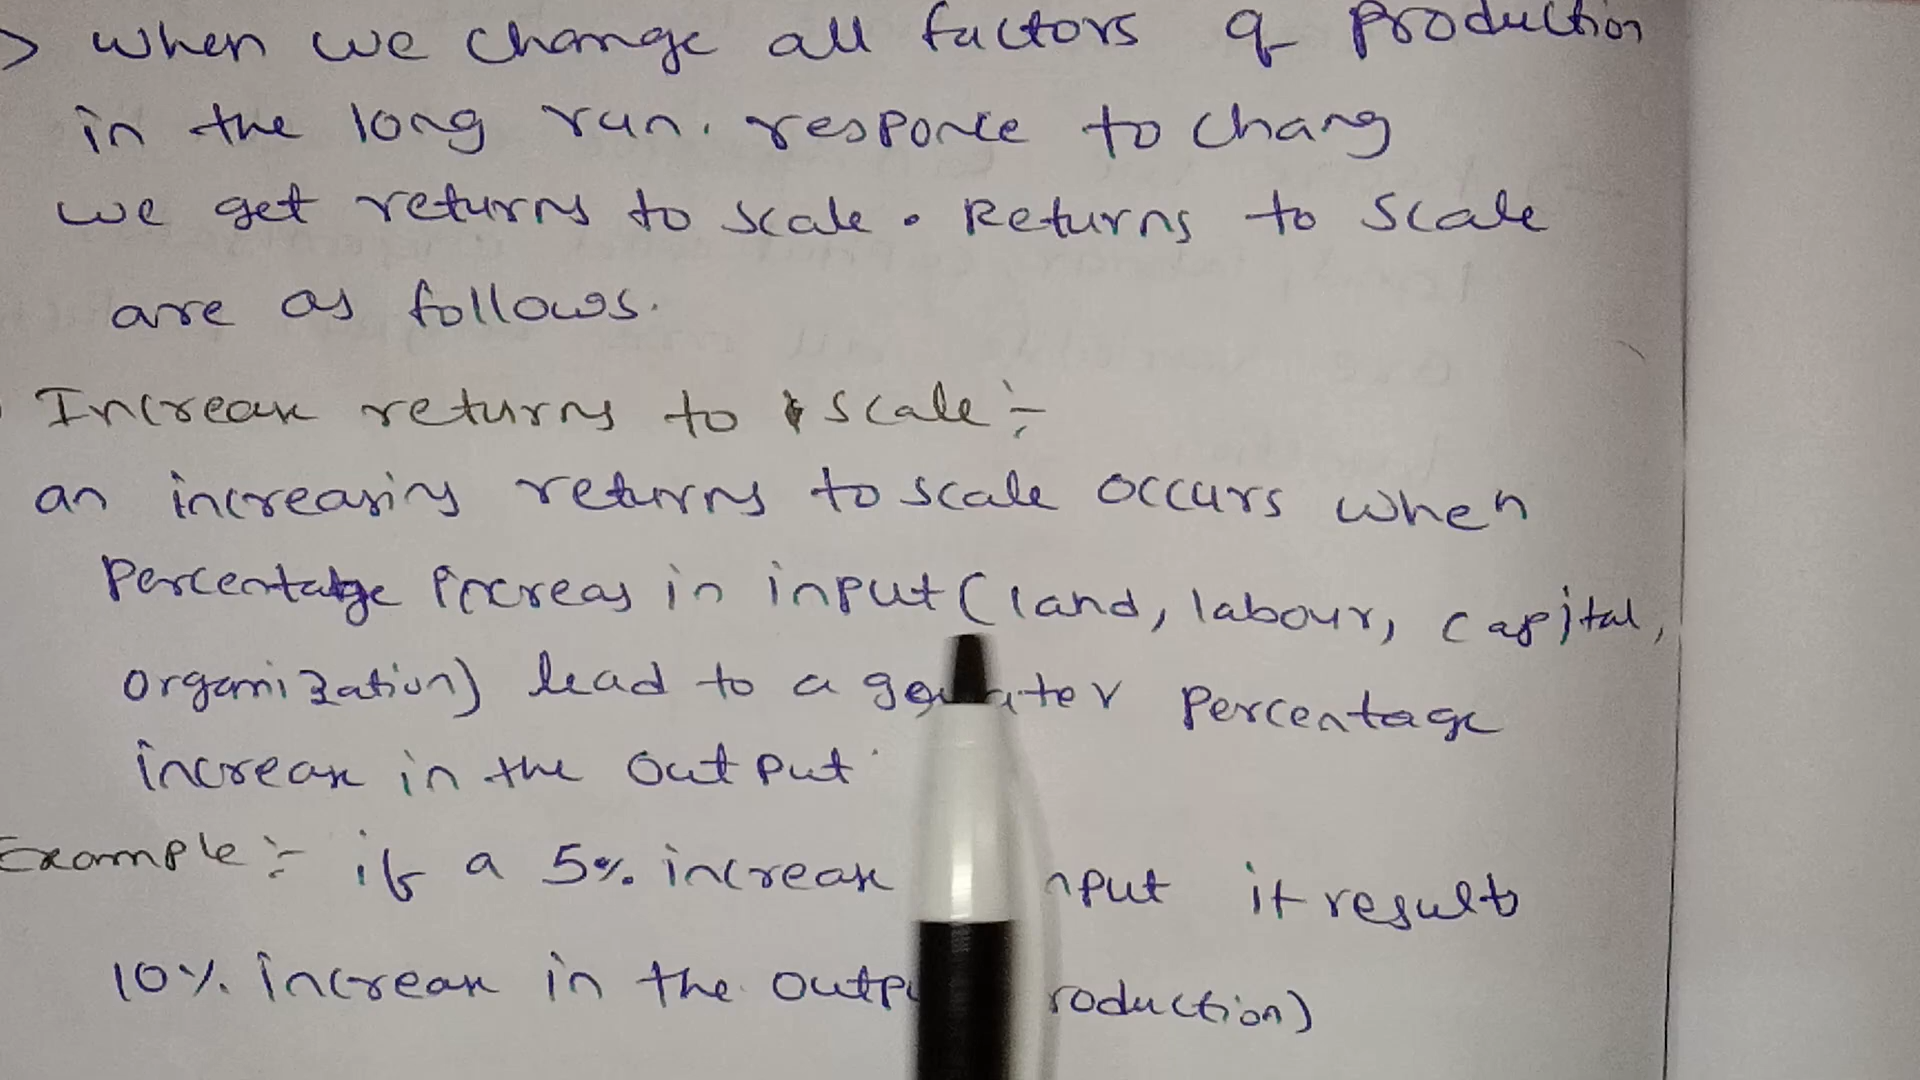 > when we change all factors of production
in the long run. responce to chang
we get returns to scale. Returns to scale
are as follows.
Increase returns to scale :-
an increasing returns to scale occurs when
Percentage increas in input (land, labour, capital,
organization) lead to a percentage
increase in the output
Example :- if a 5% increase it results
10% increase in the